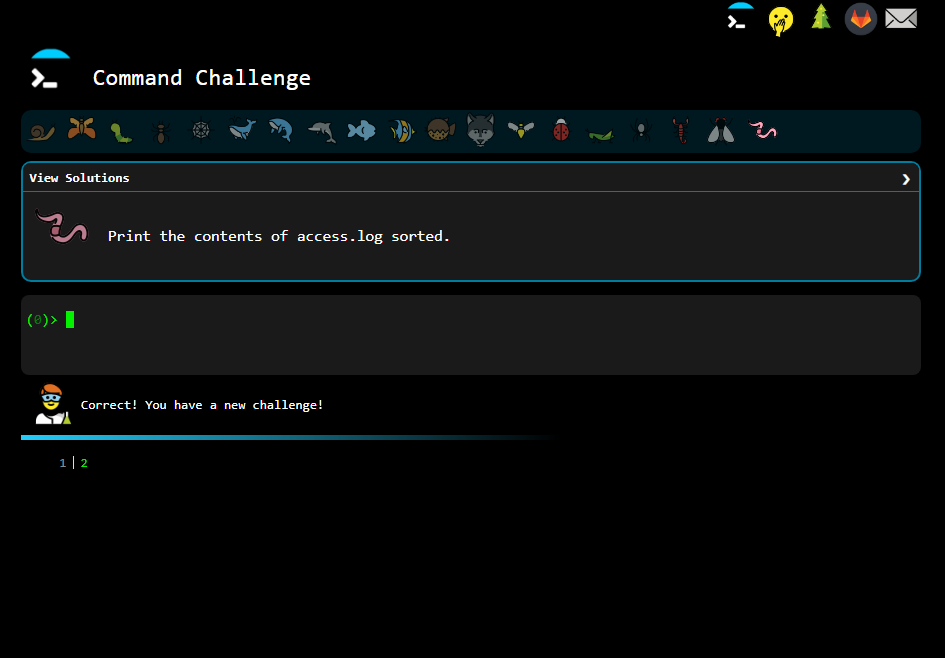 Command Challenge
View Solutions
Print the contents of access.log sorted.
(0)>
Correct! You have a new challenge!
1 2